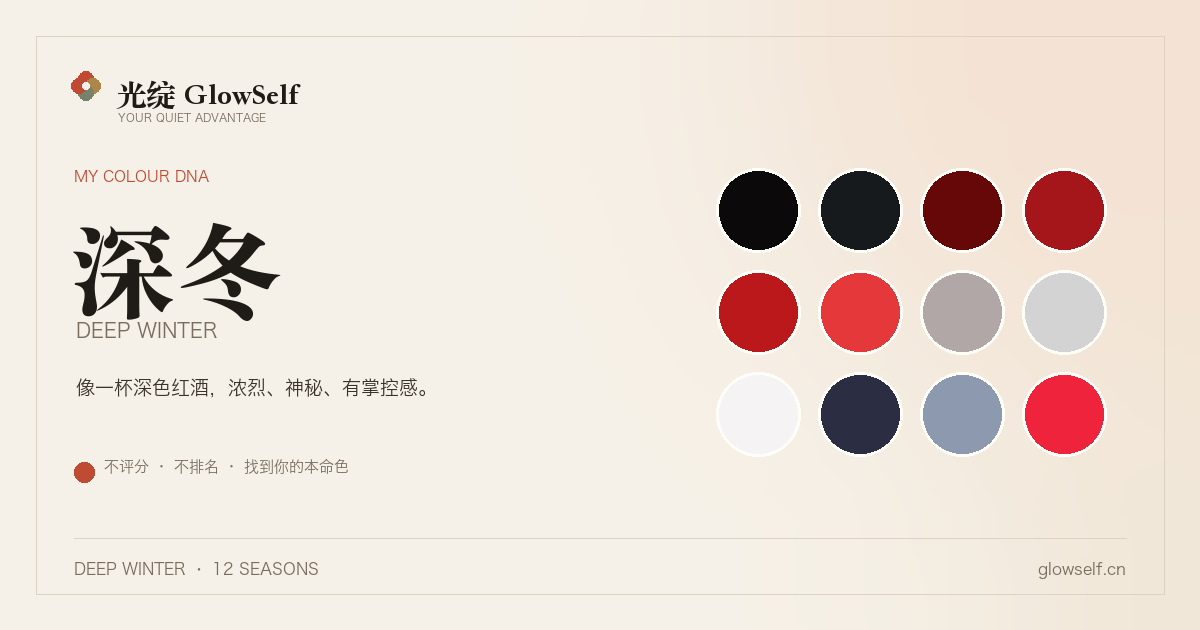 光绽 GlowSelf
YOUR QUIET ADVANTAGE
MY COLOUR DNA
深冬
DEEP WINTER
像一杯深色红酒，浓烈、神秘、有掌控感。
不评分 · 不排名 · 找到你的本命色
DEEP WINTER · 12 SEASONS
glowself.cn